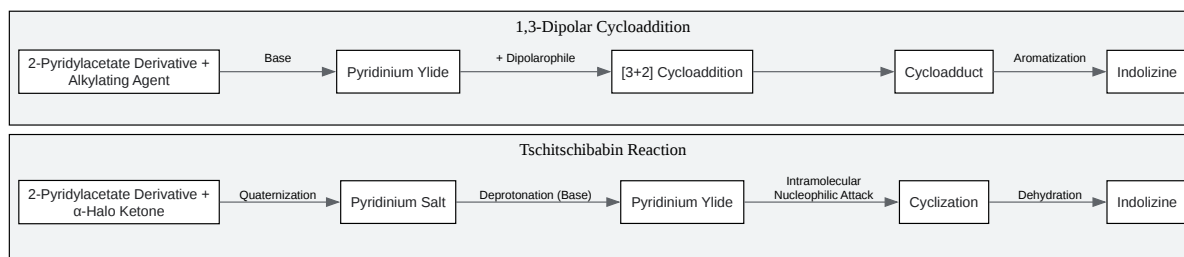 1,3-Dipolar Cycloaddition
2-Pyridylacetate Derivative +
Alkylating Agent
Base
Pyridinium Ylide
+ Dipolarophile
[3+2] Cycloaddition
Cycloadduct
Aromatization
Indolizine
Tschitschibabin Reaction
2-Pyridylacetate Derivative +
α-Halo Ketone
Quaternization
Pyridinium Salt
Deprotonation (Base)
Pyridinium Ylide
Intramolecular
Nucleophilic Attack
Cyclization
Dehydration
Indolizine